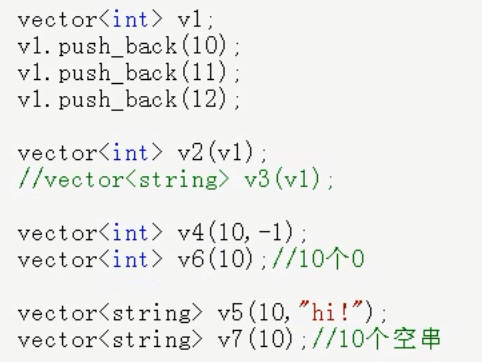 vector<int> v1;
v1.push_back(10);
v1.push_back(11);
v1.push_back(12);
vector<int> v2(v1);
//vector<string> v3(v1);
vector<int> v4(10,-1);
vector<int> v6(10);//10个0
vector<string> v5(10,"hi!");
vector<string> v7(10);//10个空串